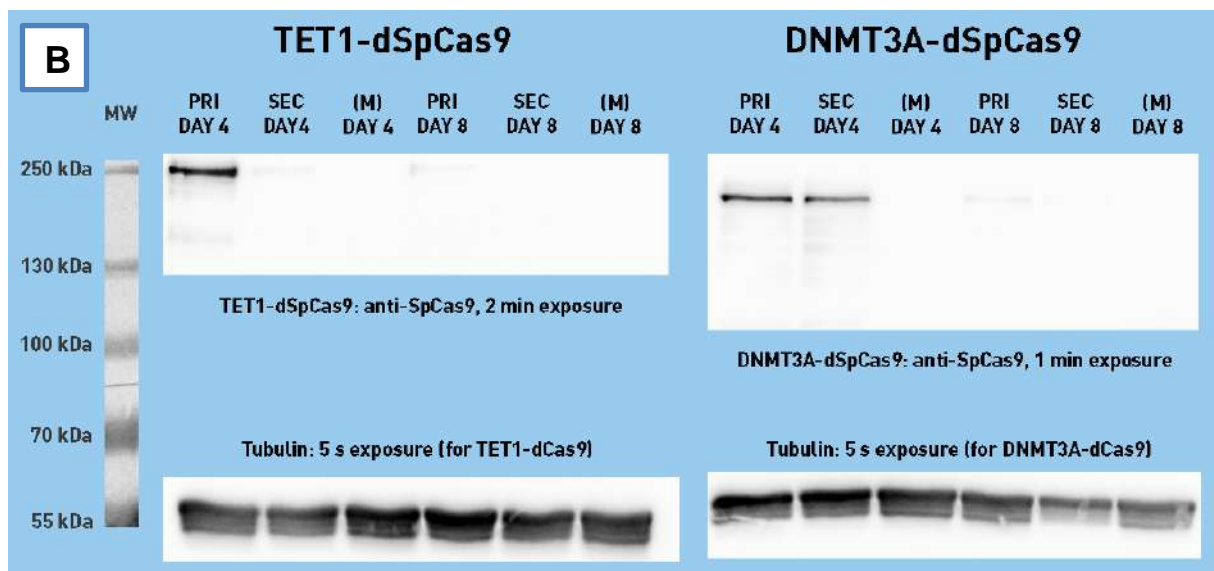 B
TET1-dSpCas9
DNMT3A-dSpCas9
MW
PRI DAY 4
SEC DAY4
(M) DAY 4
PRI DAY 8
SEC DAY 8
(M) DAY 8
PRI DAY 4
SEC DAY4
(M) DAY 4
PRI DAY 8
SEC DAY 8
(M) DAY 8
250 kDa
130 kDa
100 kDa
70 kDa
55 kDa
TET1-dSpCas9: anti-SpCas9, 2 min exposure
DNMT3A-dSpCas9: anti-SpCas9, 1 min exposure
Tubulin: 5 s exposure (for TET1-dCas9)
Tubulin: 5 s exposure (for DNMT3A-dCas9)